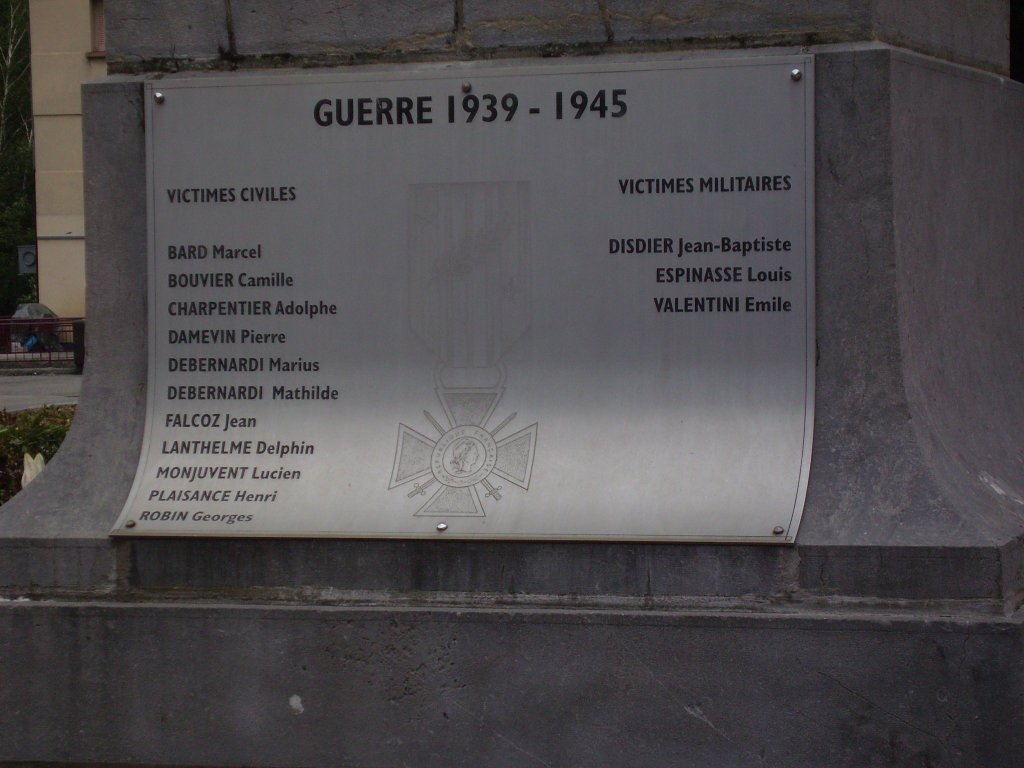 GUERRE 1939 - 1945
VICTIMES CIVILES
BARD Marcel
BOUVIER Camille
CHARPENTIER Adolphe
DAMEVIN Pierre
DEBERNARDI Marius
DEBERNARDI Mathilde
FALCOZ Jean
LANTHELME Delphin
MONJUVENT Lucien
PLAISANCE Henri
ROBIN Georges
VICTIMES MILITAIRES
DISDIER Jean-Baptiste
ESPINASSE Louis
VALENTINI Emile